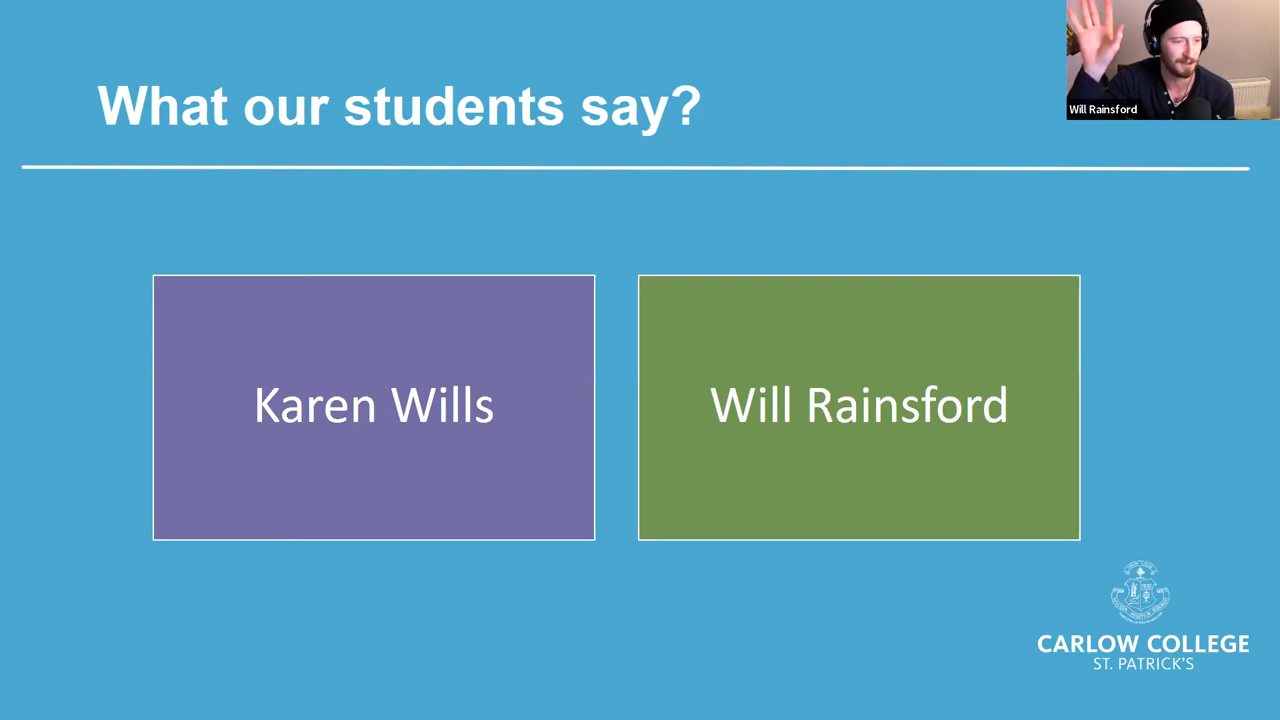 What our students say?
Will Rainsford
Karen Wills
Will Rainsford
CARLOW COLLEGE
ST. PATRICK'S